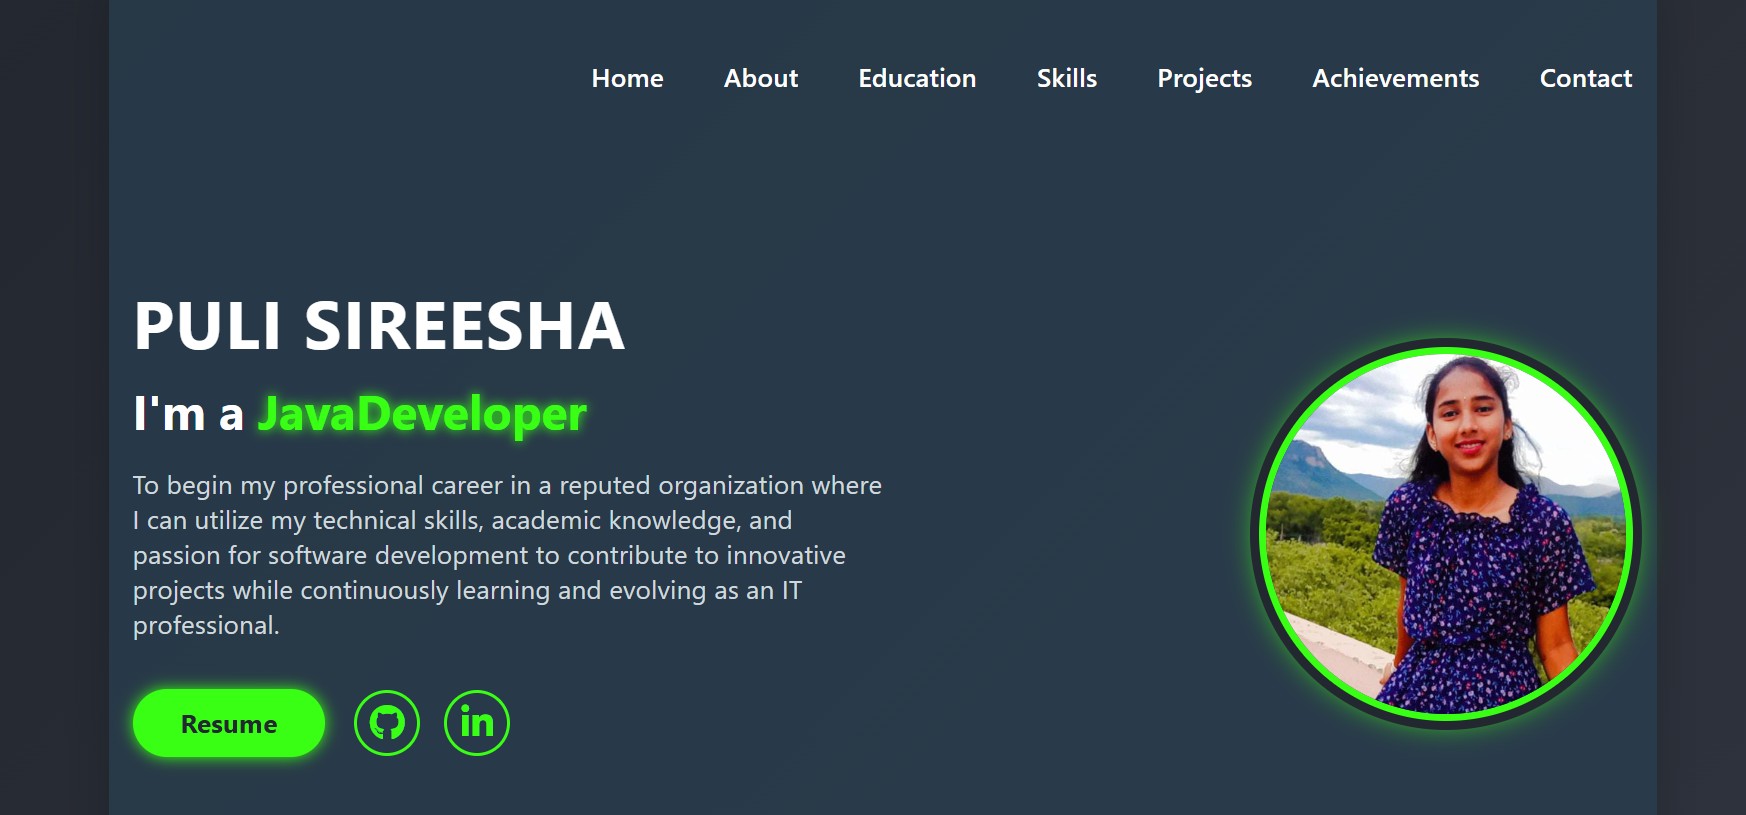 Home About Education Skills Projects Achievements Contact
PULI SIREESHA
I'm a JavaDeveloper
To begin my professional career in a reputed organization where
I can utilize my technical skills, academic knowledge, and
passion for software development to contribute to innovative
projects while continuously learning and evolving as an IT
professional.
Resume
in